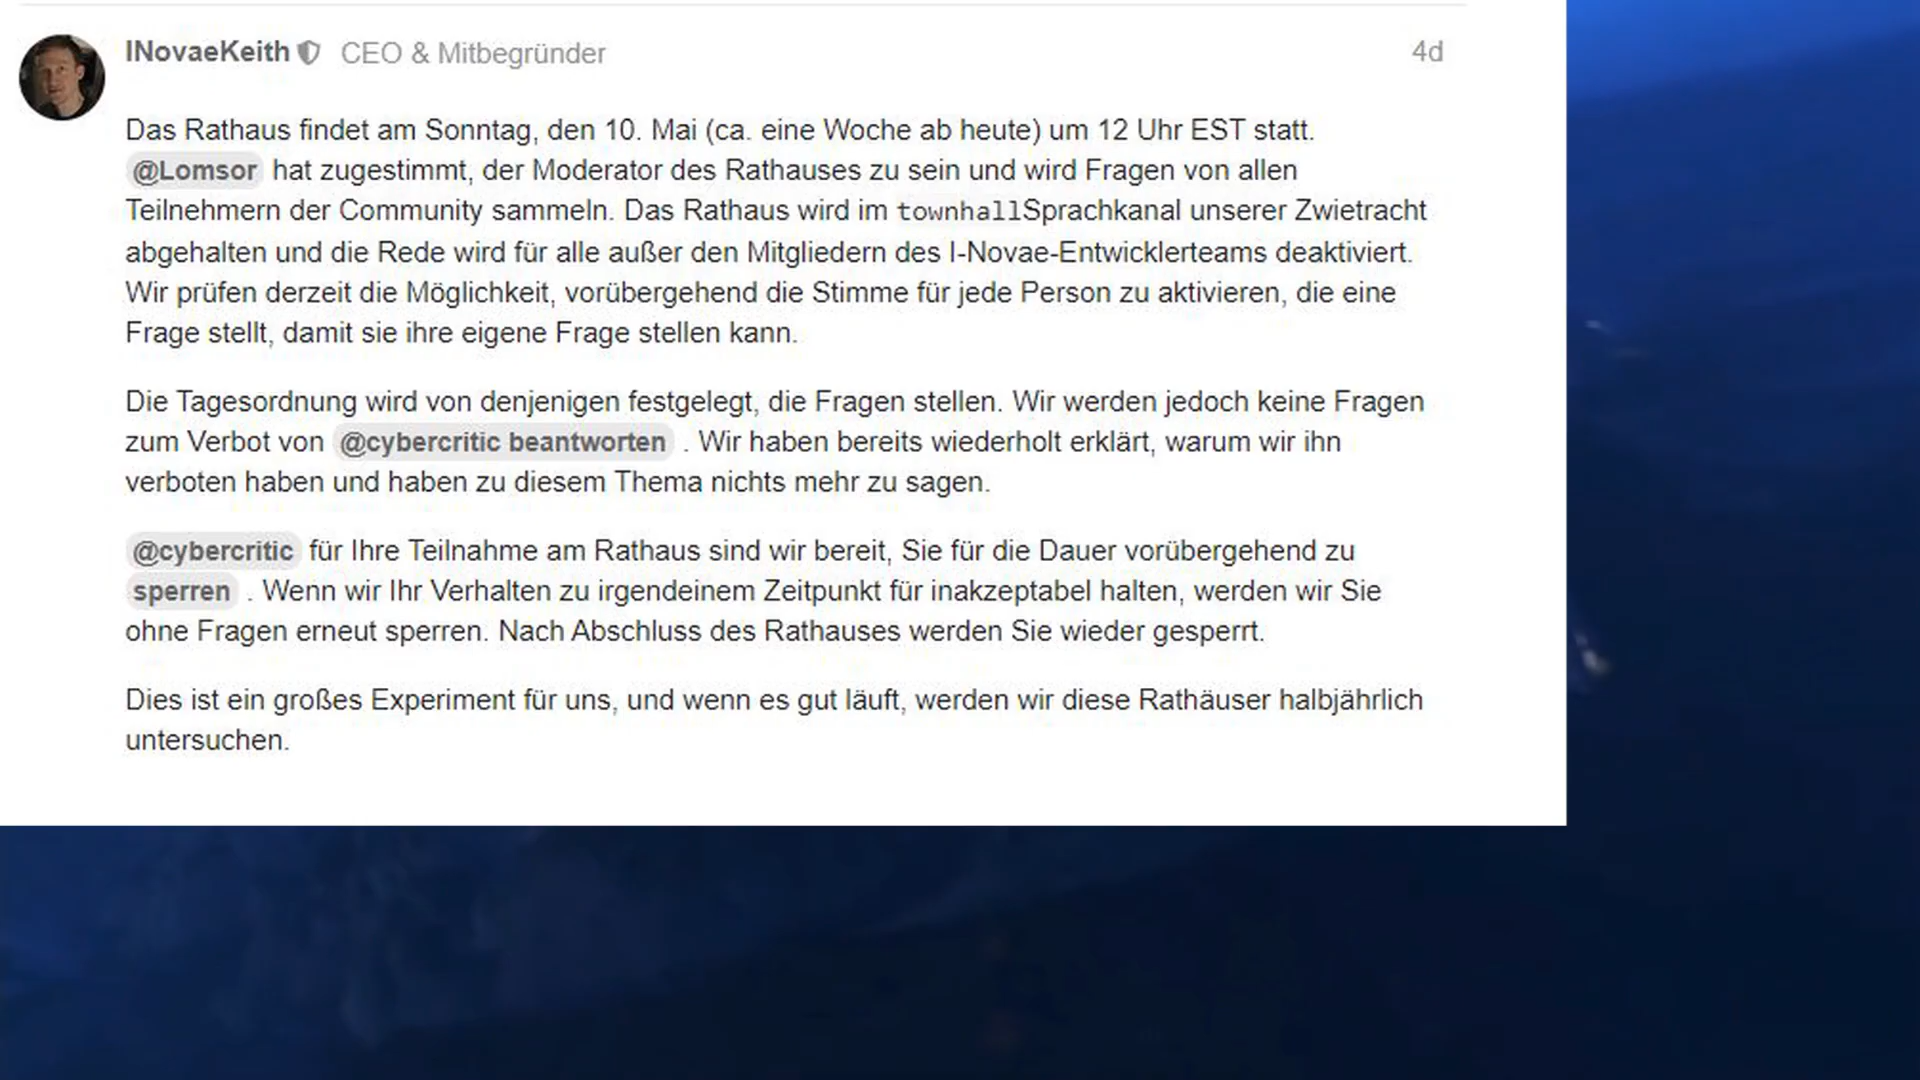 INovaeKeith CEO & Mitbegründer 4d
Das Rathaus findet am Sonntag, den 10. Mai (ca. eine Woche ab heute) um 12 Uhr EST statt.
@Lomsor hat zugestimmt, der Moderator des Rathauses zu sein und wird Fragen von allen
Teilnehmern der Community sammeln. Das Rathaus wird im townhallSprachkanal unserer Zwietracht
abgehalten und die Rede wird für alle außer den Mitgliedern des I-Novae-Entwicklerteams deaktiviert.
Wir prüfen derzeit die Möglichkeit, vorübergehend die Stimme für jede Person zu aktivieren, die eine
Frage stellt, damit sie ihre eigene Frage stellen kann.
Die Tagesordnung wird von denjenigen festgelegt, die Fragen stellen. Wir werden jedoch keine Fragen
zum Verbot von @cybercritic beantworten . Wir haben bereits wiederholt erklärt, warum wir ihn
verboten haben und haben zu diesem Thema nichts mehr zu sagen.
@cybercritic für Ihre Teilnahme am Rathaus sind wir bereit, Sie für die Dauer vorübergehend zu
sperren . Wenn wir Ihr Verhalten zu irgendeinem Zeitpunkt für inakzeptabel halten, werden wir Sie
ohne Fragen erneut sperren. Nach Abschluss des Rathauses werden Sie wieder gesperrt.
Dies ist ein großes Experiment für uns, und wenn es gut läuft, werden wir diese Rathäuser halbjährlich
untersuchen.